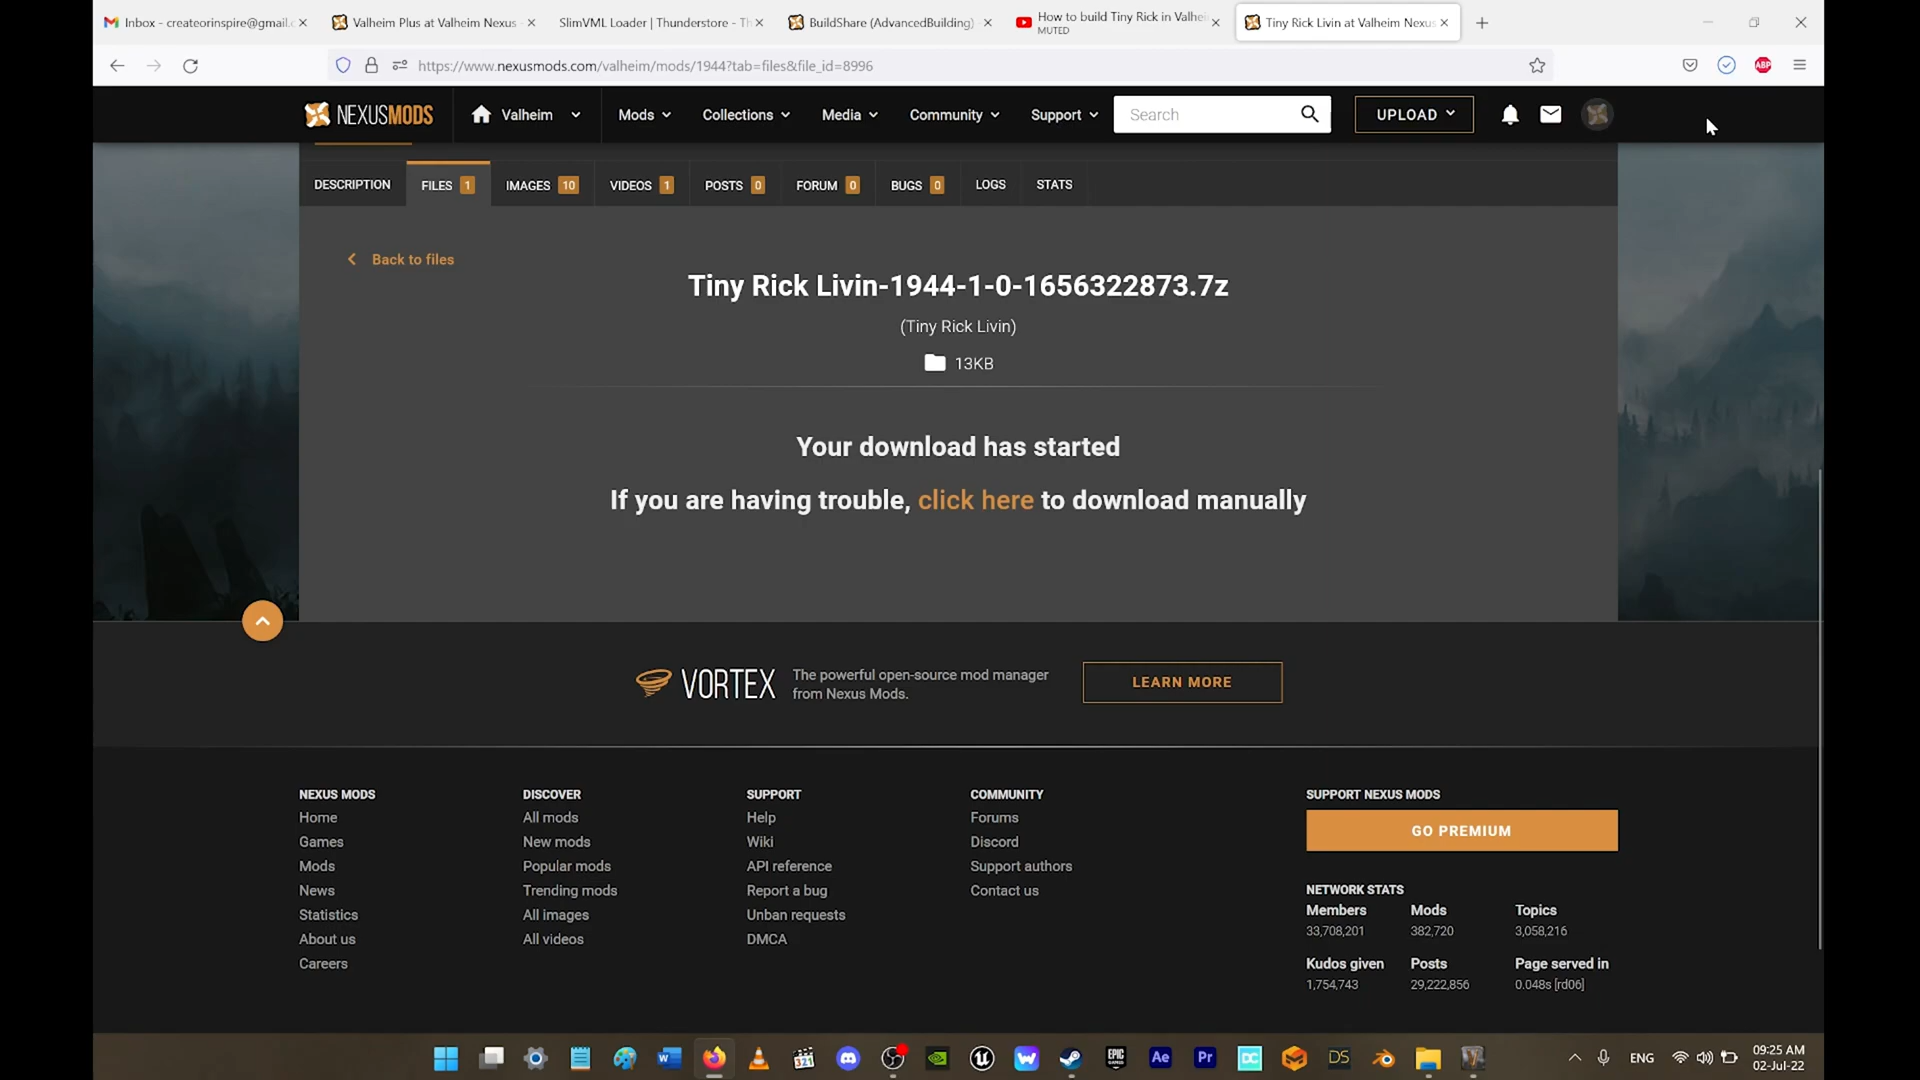 Inbox - createorinspire@gmail.c
Valheim Plus at Valheim Nexus -
SlimVML Loader | Thunderstore - Th
BuildShare (AdvancedBuilding)
How to build Tiny Rick in Valhei
MUTED
Tiny Rick Livin at Valheim Nexus
https://www.nexusmods.com/valheim/mods/1944?tab=files&file_id=8996
ABP
NEXUSMODS
Valheim
Mods
Collections
Media
Community
Support
Search
UPLOAD
DESCRIPTION
FILES 1
IMAGES 10
VIDEOS 1
POSTS 0
FORUM 0
BUGS 0
LOGS
STATS
Back to files
Tiny Rick Livin-1944-1-0-1656322873.7z
(Tiny Rick Livin)
13KB
Your download has started
If you are having trouble, click here to download manually
VORTEX
The powerful open-source mod manager
from Nexus Mods.
LEARN MORE
NEXUS MODS
Home
Games
Mods
News
Statistics
About us
Careers
DISCOVER
All mods
New mods
Popular mods
Trending mods
All images
All videos
SUPPORT
Help
Wiki
API reference
Report a bug
Unban requests
DMCA
COMMUNITY
Forums
Discord
Support authors
Contact us
SUPPORT NEXUS MODS
GO PREMIUM
NETWORK STATS
Members Mods Topics
33,708,201 382,720 3,058,216
Kudos given Posts Page served in
1,754,743 29,222,856 0.048s [rd06]
321
EPIC
GAMES
Ae
Pr
DC
DS
ENG
09:25 AM
02-Jul-22